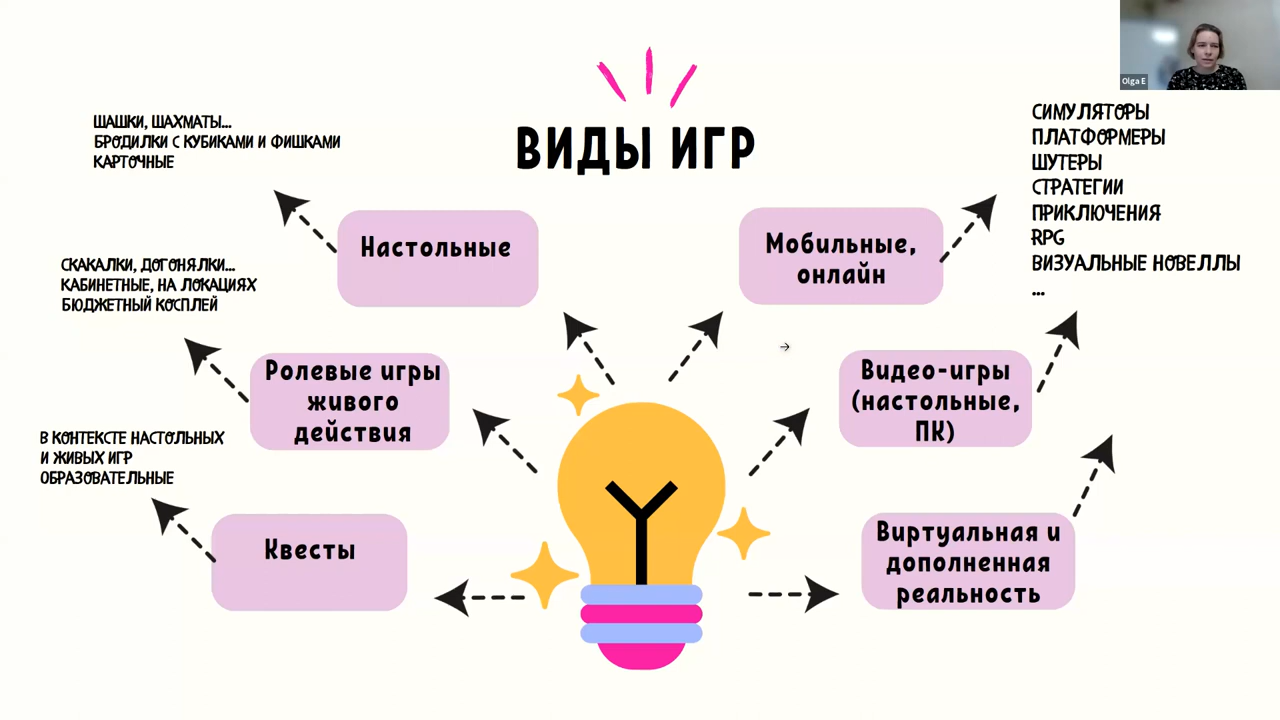 Olga E
ВИДЫ ИГР
ШАШКИ, ШАХМАТЫ...
БРОДИЛКИ С КУБИКАМИ И ФИШКАМИ
КАРТОЧНЫЕ
Настольные
СКАКАЛКИ, ДОГОНЯЛКИ...
КАБИНЕТНЫЕ, НА ЛОКАЦИЯХ
БЮДЖЕТНЫЙ КОСПЛЕЙ
Ролевые игры
живого
действия
В КОНТЕКСТЕ НАСТОЛЬНЫХ
И ЖИВЫХ ИГР
ОБРАЗОВАТЕЛЬНЫЕ
Квесты
Мобильные,
онлайн
СИМУЛЯТОРЫ
ПЛАТФОРМЕРЫ
ШУТЕРЫ
СТРАТЕГИИ
ПРИКЛЮЧЕНИЯ
RPG
ВИЗУАЛЬНЫЕ НОВЕЛЛЫ
...
Видео-игры
(настольные,
ПК)
Виртуальная и
дополненная
реальность